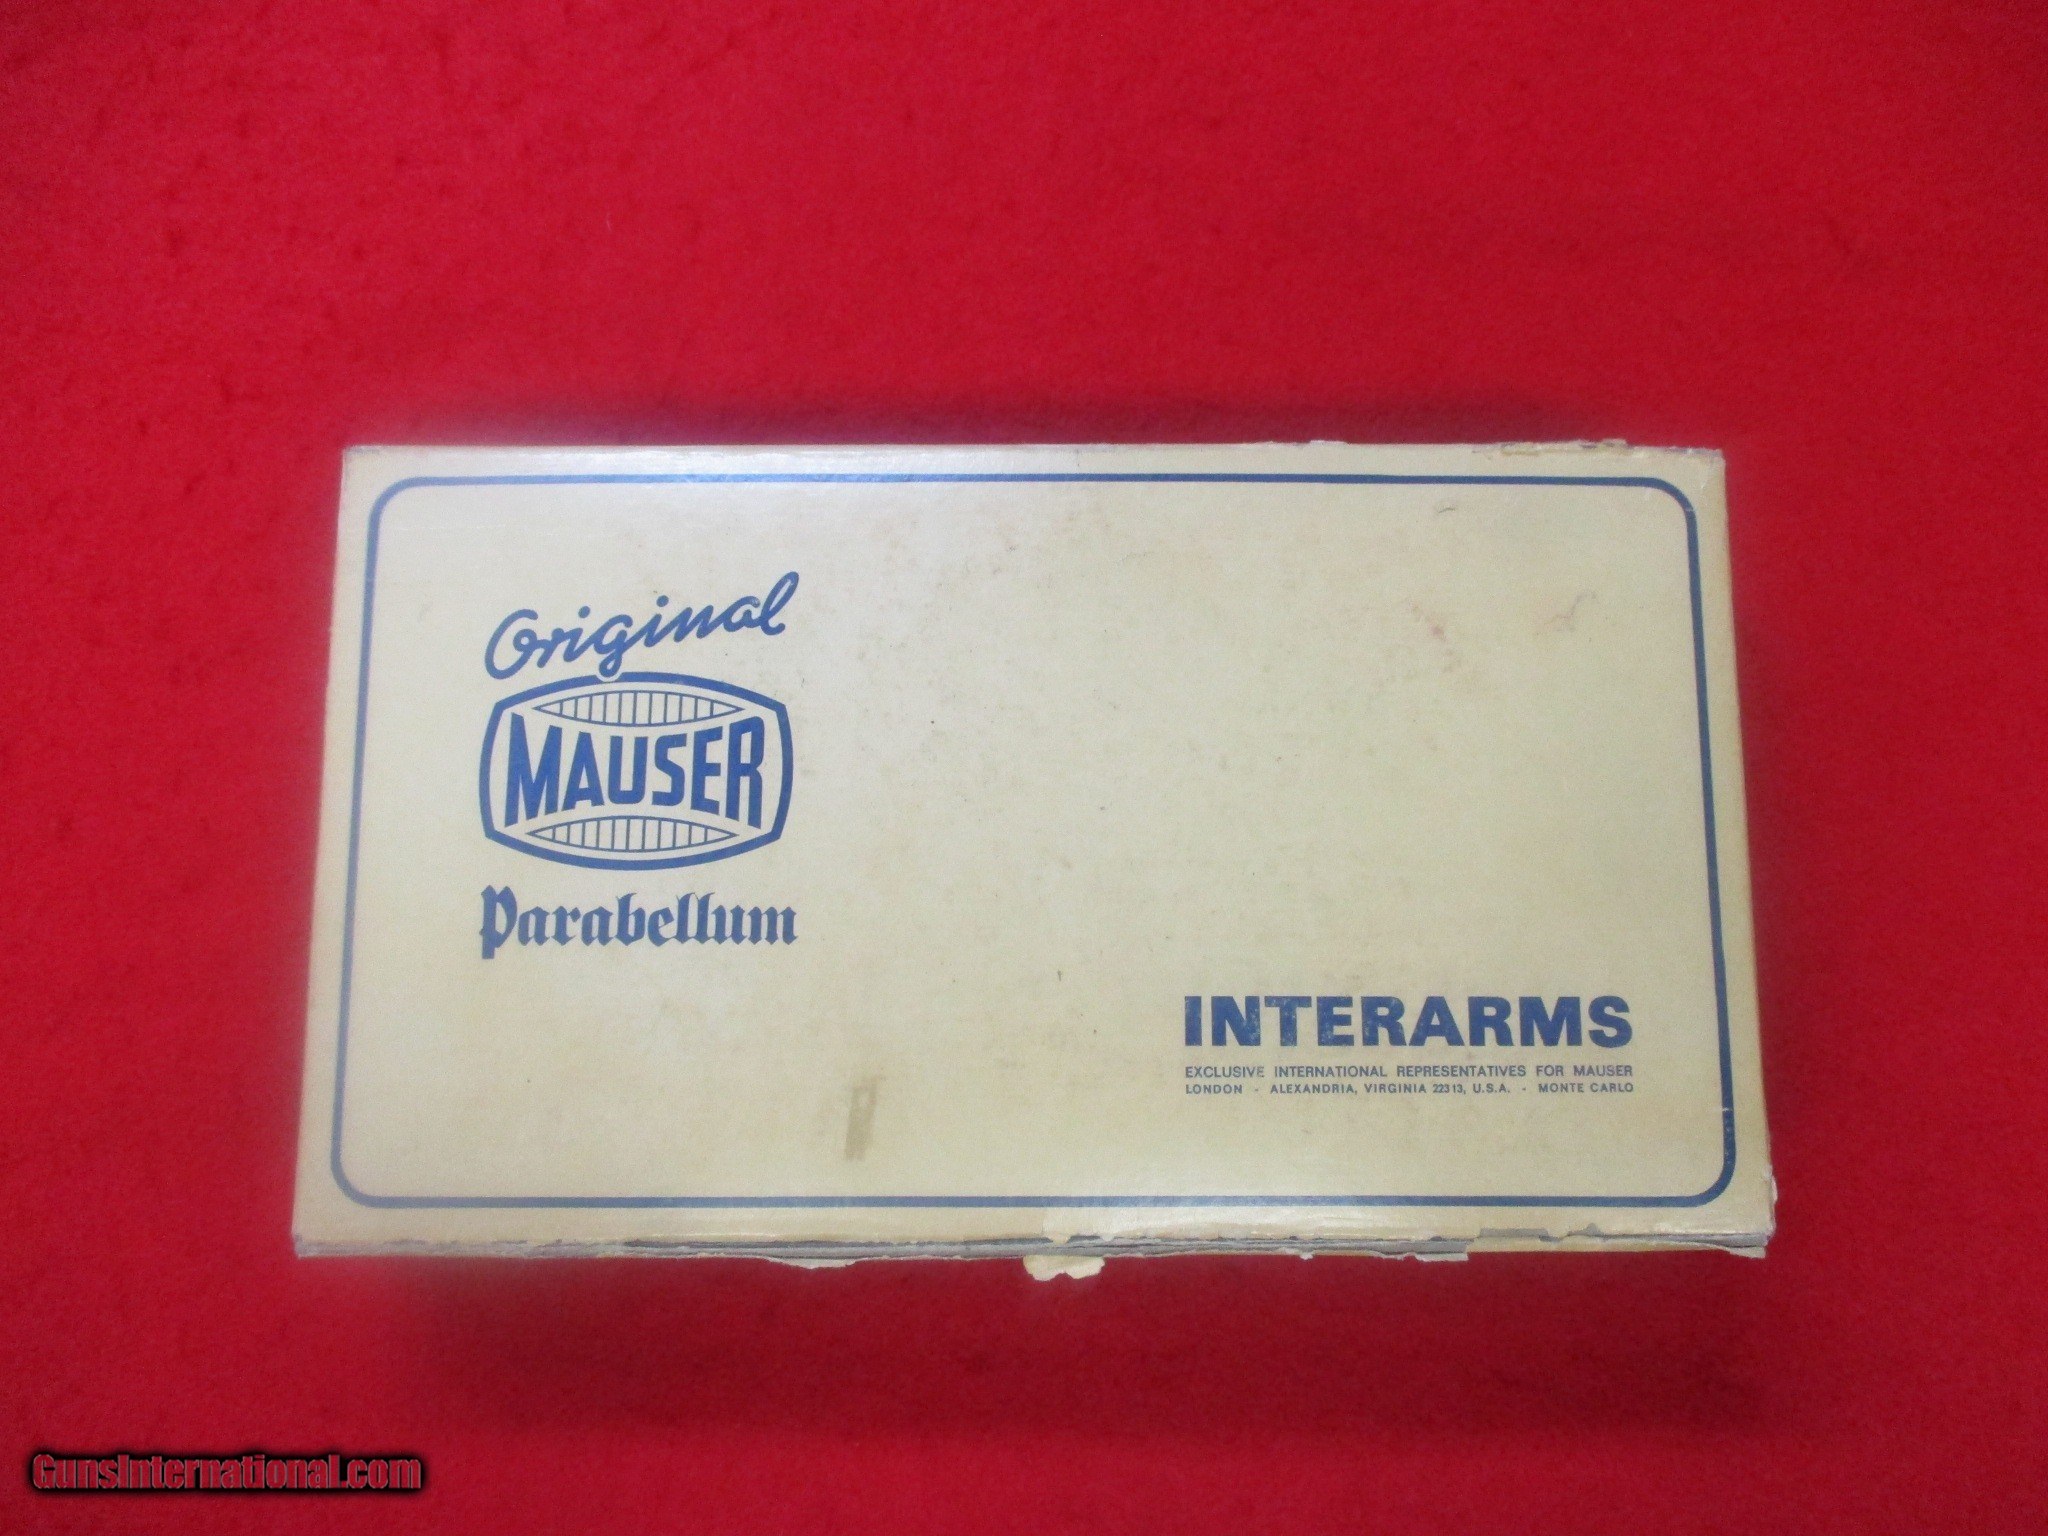 Original
MAUSER
Parabellum
INTERARMS
EXCLUSIVE INTERNATIONAL REPRESENTATIVES FOR MAUSER
LONDON - ALEXANDRIA, VIRGINIA 22313, U.S.A. - MONTE CARLO
GunsInternational.com